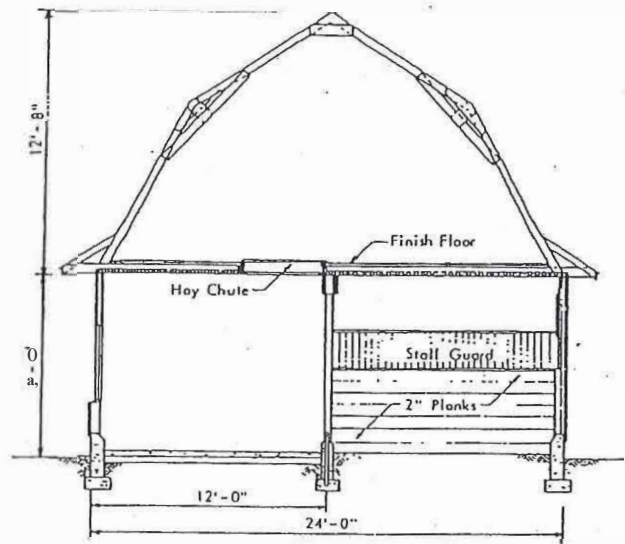 12'-8"
Finish Floor
Hay Chute
Stall Guard
2" Planks
12'-0"
24'-0"